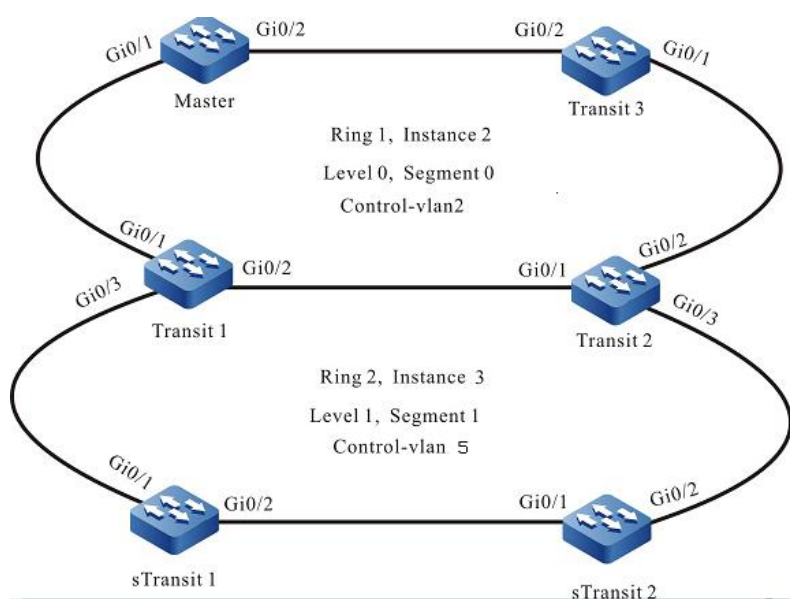 Gi0/1
Gi0/2
Gi0/2
Gi0/1
Master
Transit 3
Ring 1, Instance 2
Level 0, Segment 0
Control-vlan2
Gi0/1
Gi0/2
Gi0/1
Gi0/2
Gi0/3
Gi0/3
Transit 1
Transit 2
Ring 2, Instance 3
Level 1, Segment 1
Control-vlan 5
Gi0/1
Gi0/2
Gi0/1
Gi0/2
sTransit 1
sTransit 2